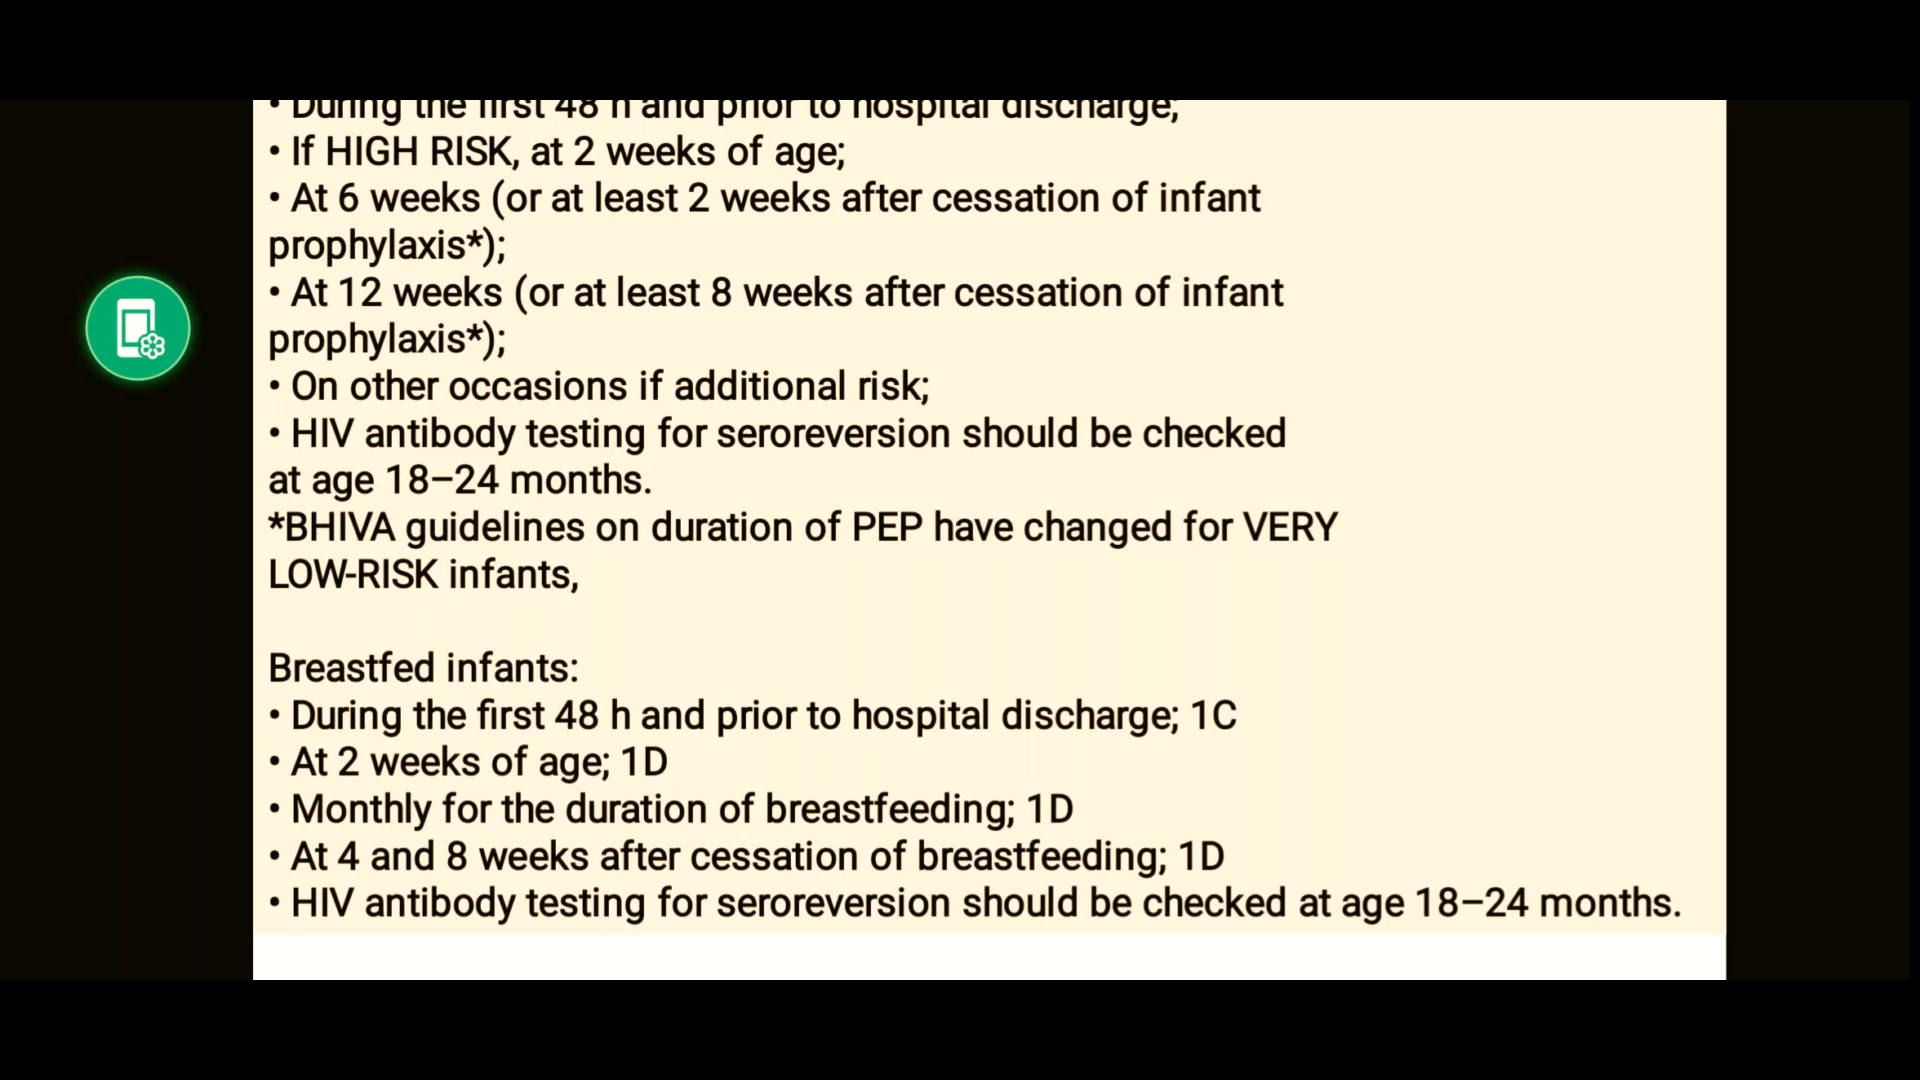 • During the first 48 h and prior to hospital discharge;
• If HIGH RISK, at 2 weeks of age;
• At 6 weeks (or at least 2 weeks after cessation of infant
prophylaxis*);
• At 12 weeks (or at least 8 weeks after cessation of infant
prophylaxis*);
• On other occasions if additional risk;
• HIV antibody testing for seroreversion should be checked
at age 18–24 months.
*BHIVA guidelines on duration of PEP have changed for VERY
LOW-RISK infants,
Breastfed infants:
• During the first 48 h and prior to hospital discharge; 1C
• At 2 weeks of age; 1D
• Monthly for the duration of breastfeeding; 1D
• At 4 and 8 weeks after cessation of breastfeeding; 1D
• HIV antibody testing for seroreversion should be checked at age 18–24 months.